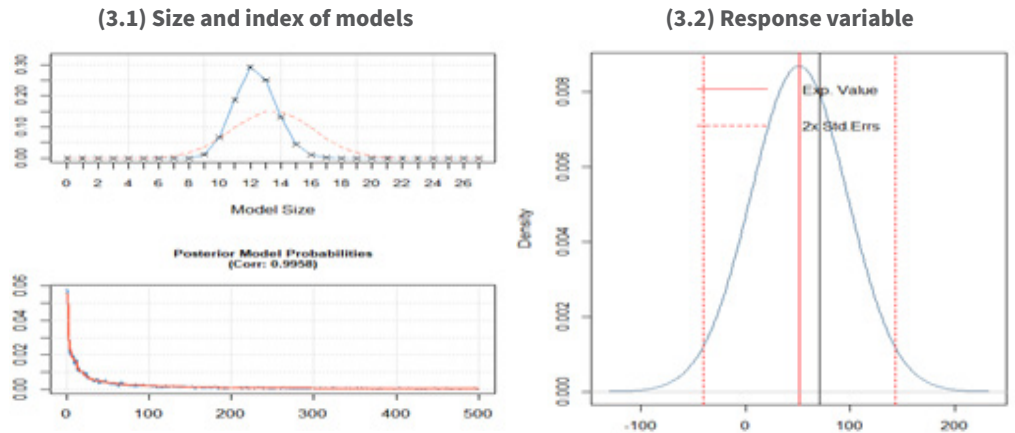 (3.1) Size and index of models
0.30
0.20
0.10
0.00
0 2 4 6 8 10 12 14 16 18 20 22 24 26
Model Size
Posterior Model Probabilities
(Corr: 0.9958)
0.06
0.04
0.02
0.00
0 100 200 300 400 500
(3.2) Response variable
Exp. Value
2x Std.Errs
Density
0.008
0.006
0.004
0.002
0.000
-100 0 100 200